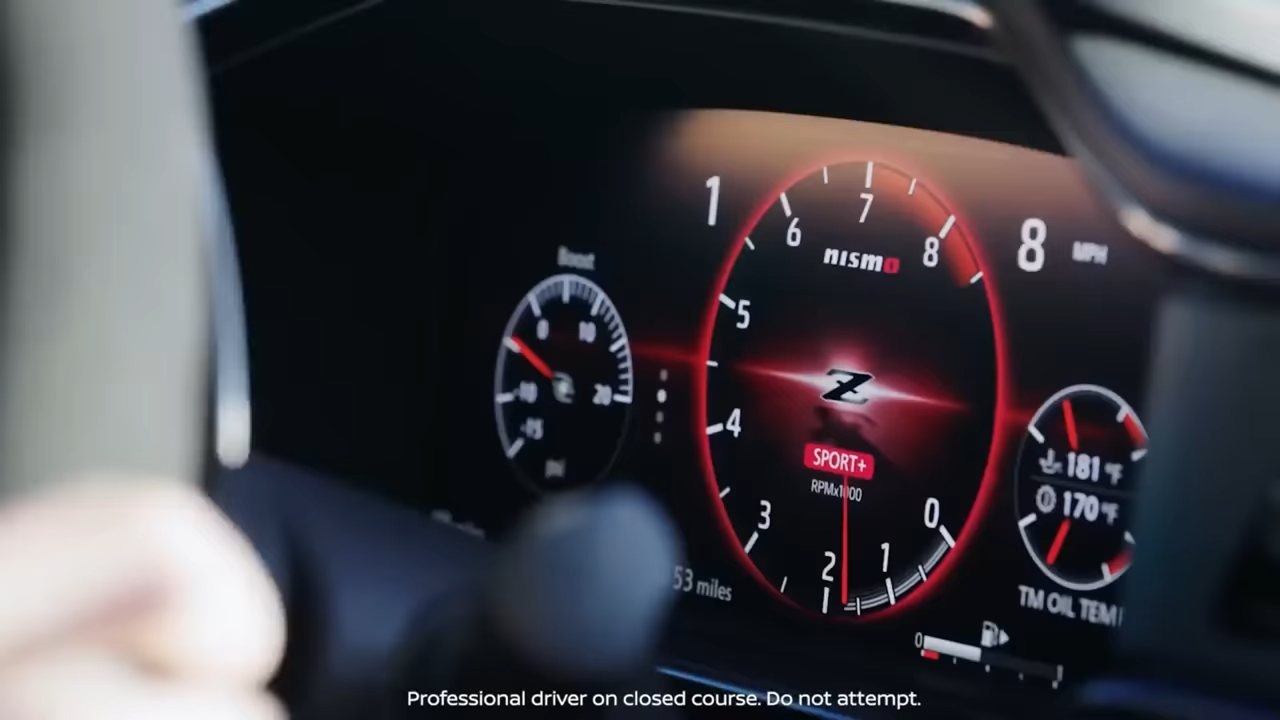 1
8 MPH
7
6
8
nismo
5
4
3
2
1
0
SPORT+
RPMx1000
Boost
0
10
-10
20
-15
psi
181 °F
170 °F
TM OIL TEM
53 miles
0
Professional driver on closed course. Do not attempt.